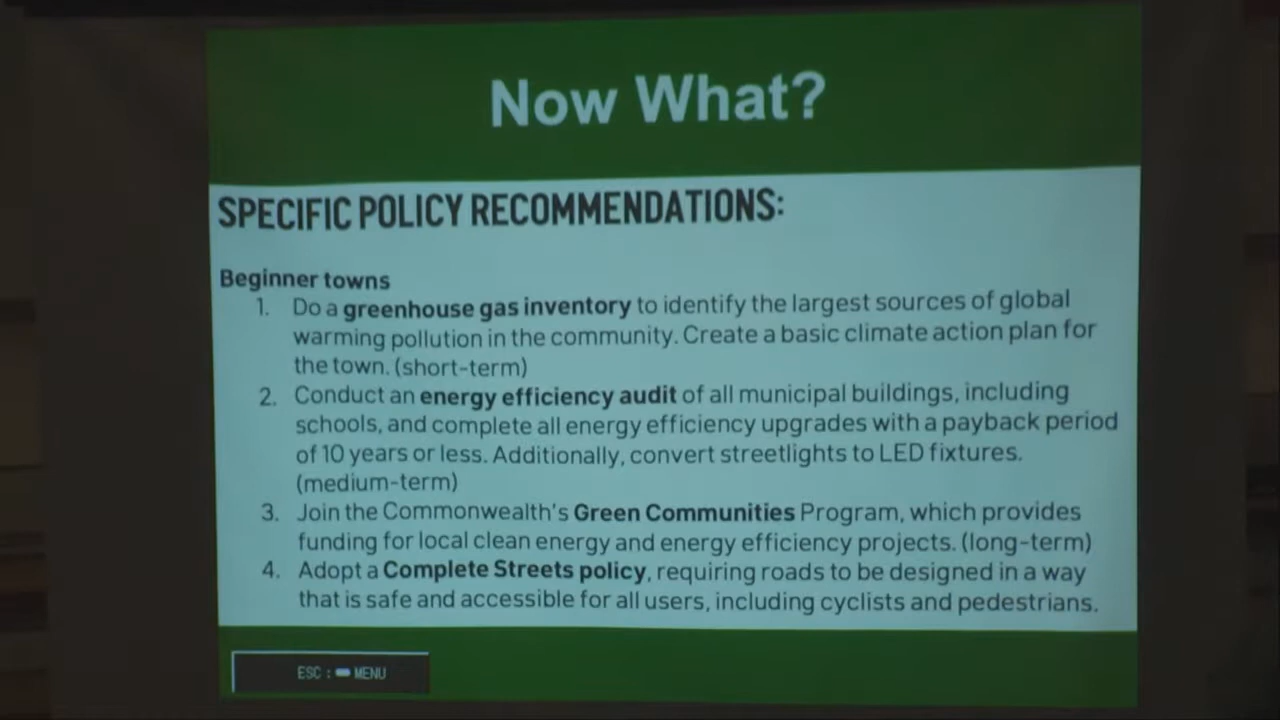 Now What?
SPECIFIC POLICY RECOMMENDATIONS:
Beginner towns
1. Do a greenhouse gas inventory to identify the largest sources of global
warming pollution in the community. Create a basic climate action plan for
the town. (short-term)
2. Conduct an energy efficiency audit of all municipal buildings, including
schools, and complete all energy efficiency upgrades with a payback period
of 10 years or less. Additionally, convert streetlights to LED fixtures.
(medium-term)
3. Join the Commonwealth's Green Communities Program, which provides
funding for local clean energy and energy efficiency projects. (long-term)
4. Adopt a Complete Streets policy, requiring roads to be designed in a way
that is safe and accessible for all users, including cyclists and pedestrians.
ESC : MENU